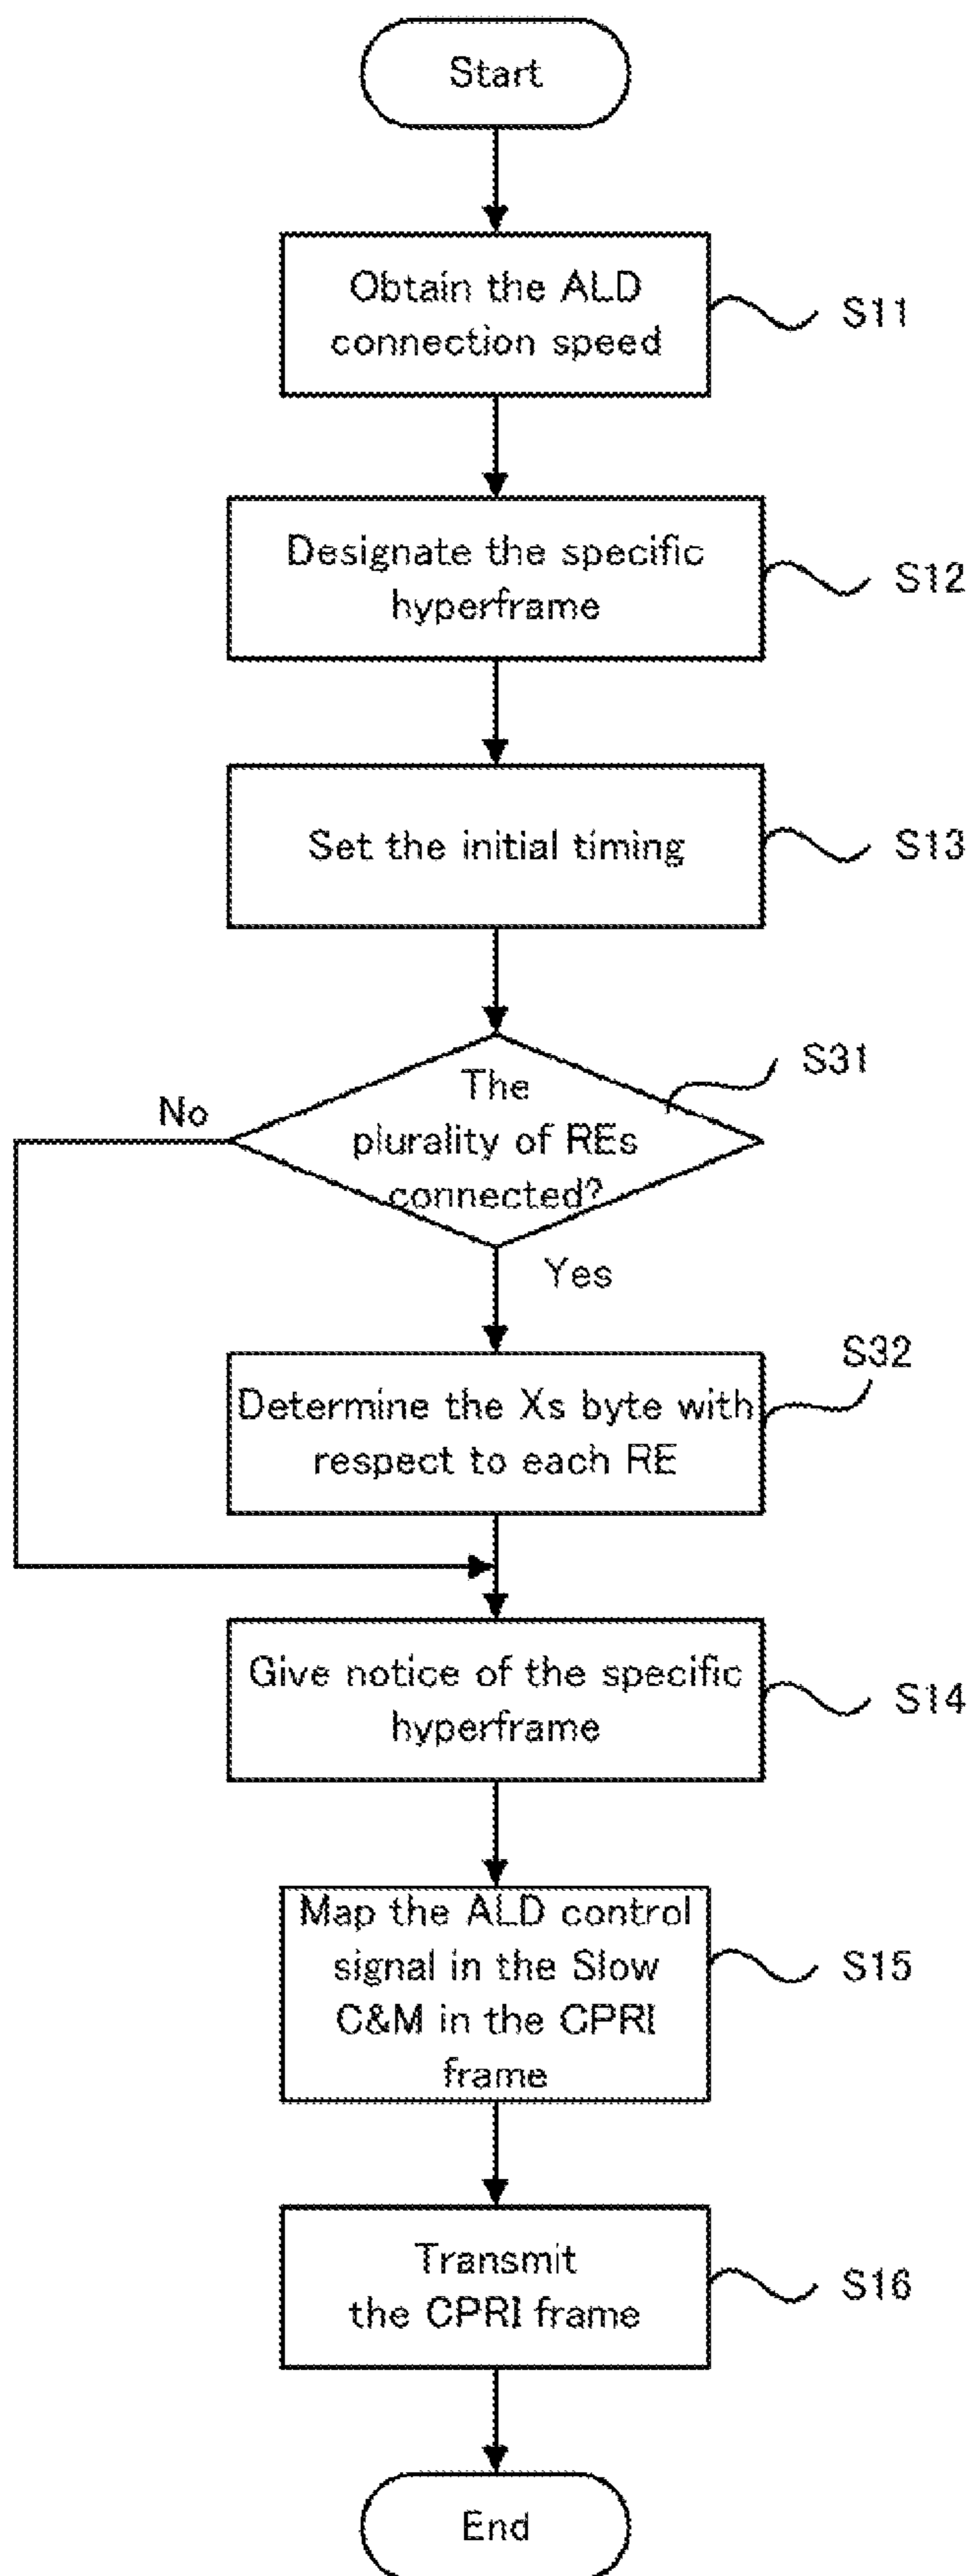 Start
Obtain the ALD
connection speed
S11
Designate the specific
hyperframe
S12
Set the initial timing
S13
The
plurality of REs
connected?
S31
No
Yes
S32
Determine the Xs byte with
respect to each RE
Give notice of the specific
hyperframe
S14
Map the ALD control
signal in the Slow
C&M in the CPRI
frame
S15
Transmit
the CPRI frame
S16
End